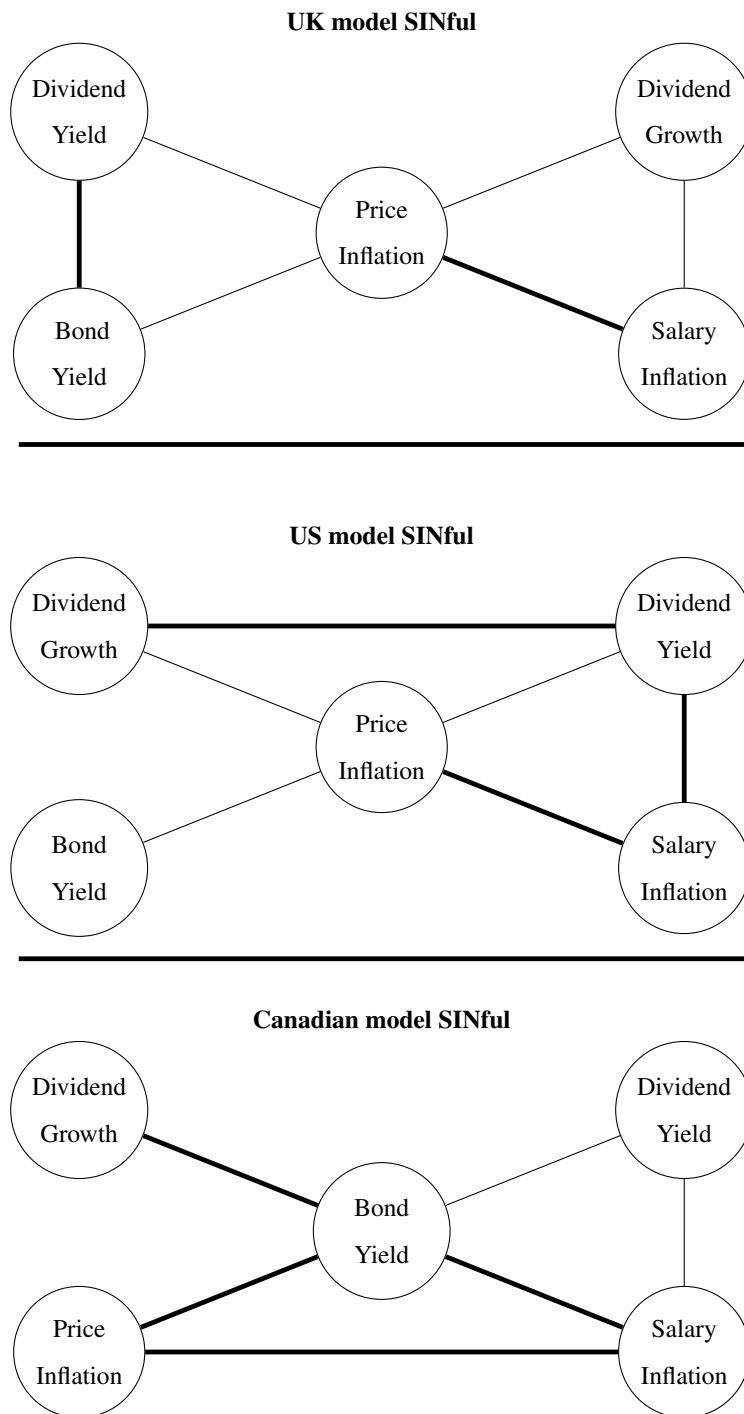 UK model SINful
Dividend
Yield
Dividend
Growth
Price
Inflation
Bond
Yield
Salary
Inflation
US model SINful
Dividend
Growth
Dividend
Yield
Price
Inflation
Bond
Yield
Salary
Inflation
Canadian model SINful
Dividend
Growth
Dividend
Yield
Bond
Yield
Price
Inflation
Salary
Inflation